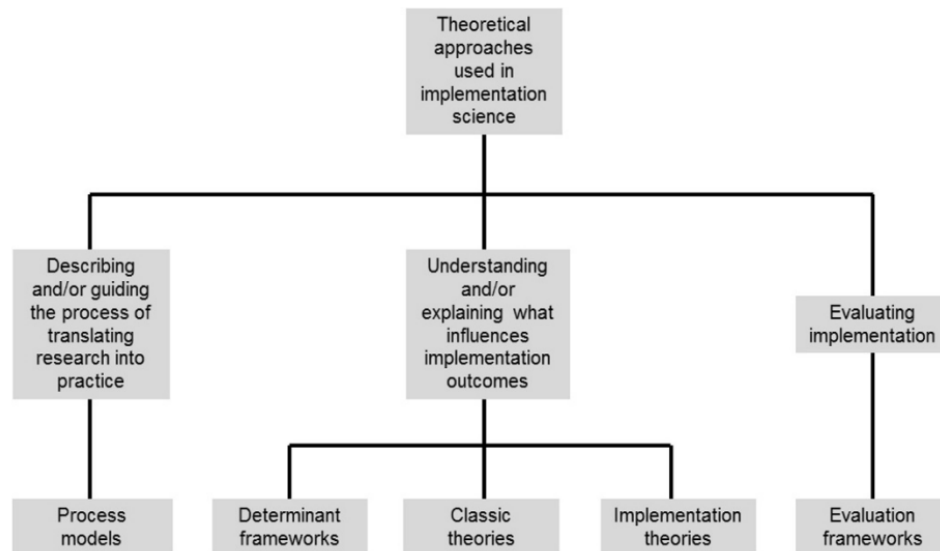 Theoretical
approaches
used in
implementation
science
Describing
and/or guiding
the process of
translating
research into
practice
Understanding
and/or
explaining what
influences
implementation
outcomes
Evaluating
implementation
Process
models
Determinant
frameworks
Classic
theories
Implementation
theories
Evaluation
frameworks